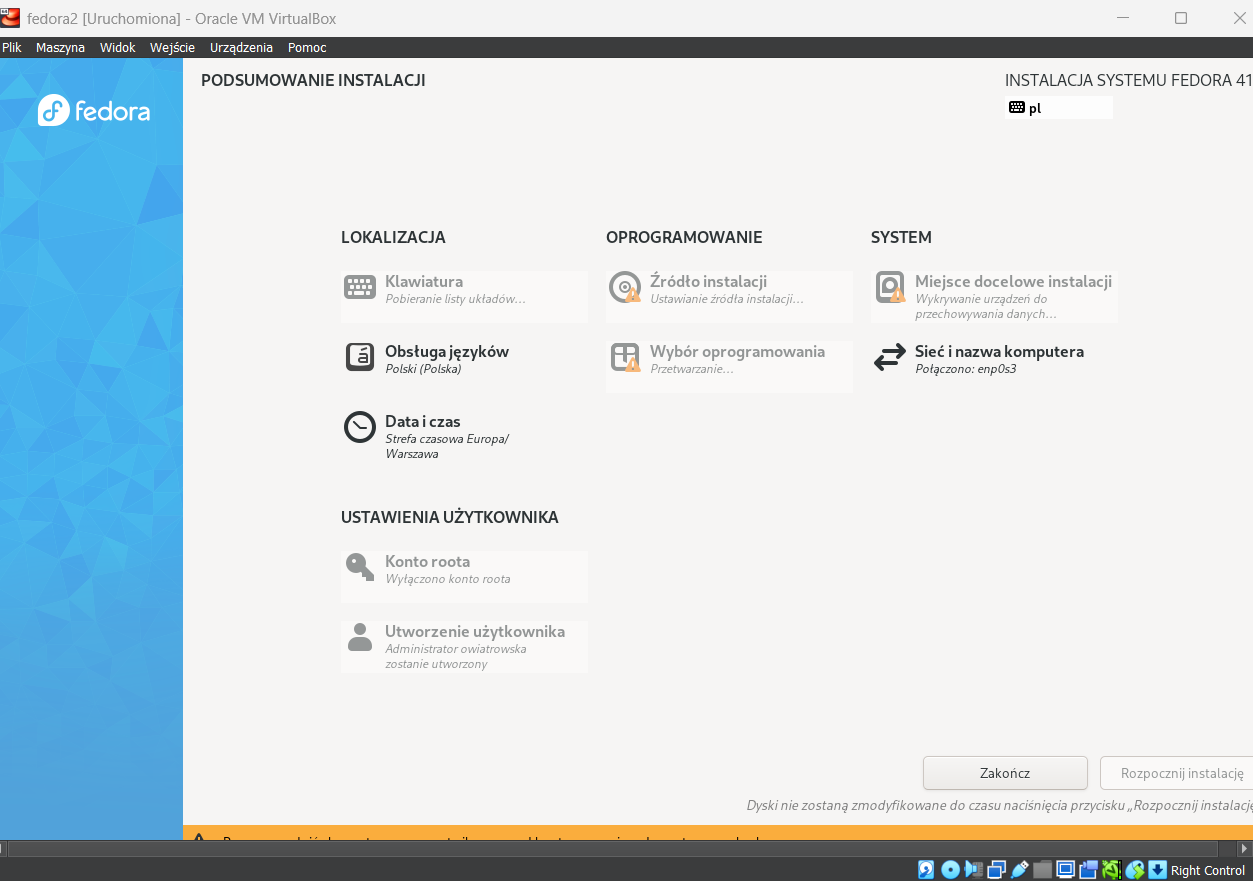 fedora2 [Uruchomiona] - Oracle VM VirtualBox
Plik Maszyna Widok Wejście Urządzenia Pomoc
fedora
PODSUMOWANIE INSTALACJI
INSTALACJA SYSTEMU FEDORA 41
pl
LOKALIZACJA
Klawiatura
Pobieranie listy układów…
Obsługa języków
Polski (Polska)
Data i czas
Strefa czasowa Europa/
Warszawa
OPROGRAMOWANIE
Źródło instalacji
Ustawianie źródła instalacji…
Wybór oprogramowania
Przetwarzanie…
SYSTEM
Miejsce docelowe instalacji
Wykrywanie urządzeń do
przechowywania danych…
Sieć i nazwa komputera
Połączono: enp0s3
USTAWIENIA UŻYTKOWNIKA
Konto roota
Wyłączono konto roota
Utworzenie użytkownika
Administrator owiatrowska
zostanie utworzony
Zakończ
Rozpocznij instalację
Dyski nie zostaną zmodyfikowane do czasu naciśnięcia przycisku „Rozpocznij instalację
Right Control